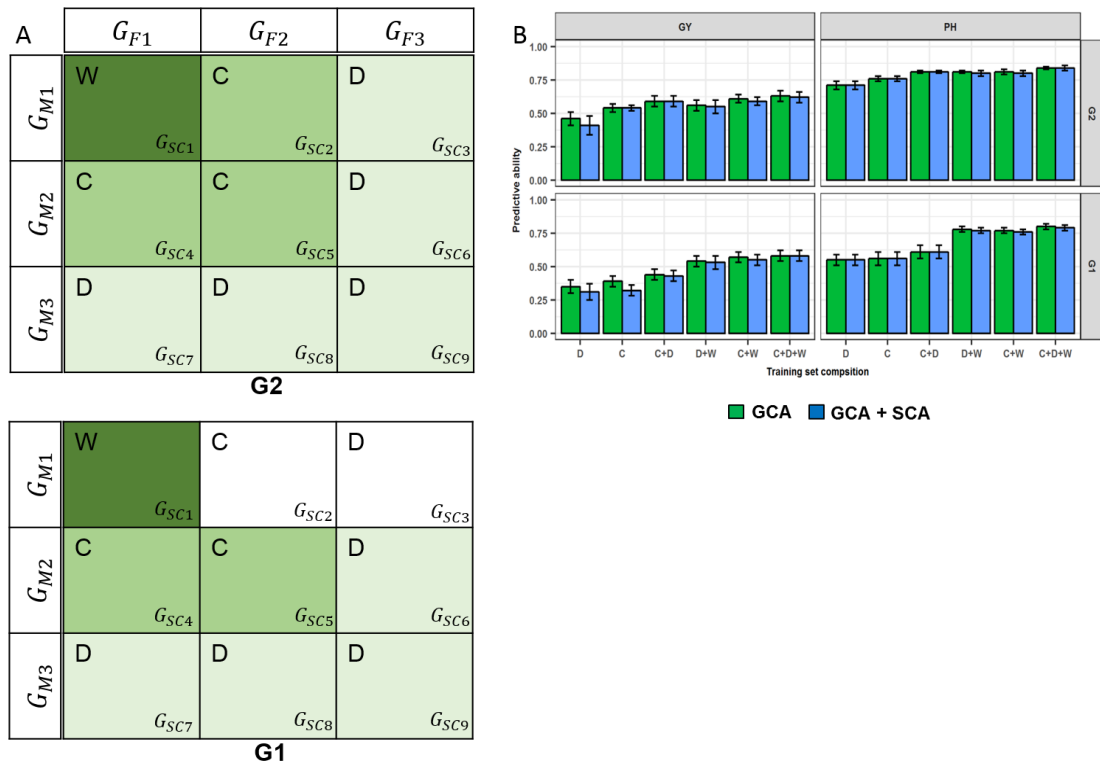 A
G_F1 G_F2 G_F3
G_M1
W C D
G_SC1 G_SC2 G_SC3
G_M2
C C D
G_SC4 G_SC5 G_SC6
G_M3
D D D
G_SC7 G_SC8 G_SC9
G2
G_M1
W C D
G_SC1 G_SC2 G_SC3
G_M2
C C D
G_SC4 G_SC5 G_SC6
G_M3
D D D
G_SC7 G_SC8 G_SC9
G1
B
GY PH
1.00
0.75
0.50
0.25
0.00
G2
Predictive ability
1.00
0.75
0.50
0.25
0.00
G1
D C C+D D+W C+W C+D+W D C C+D D+W C+W C+D+W
Training set compsition
GCA GCA + SCA